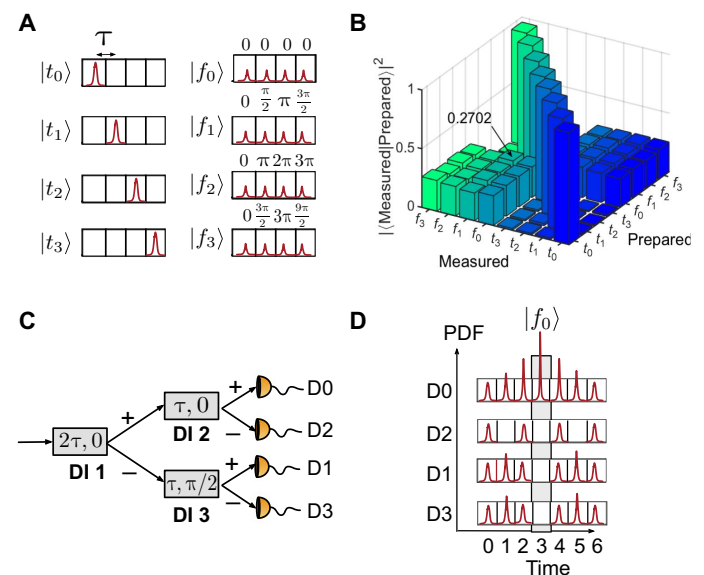 A
τ
|t₀⟩
|t₁⟩
|t₂⟩
|t₃⟩
0 0 0 0
|f₀⟩
0 π/2 π 3π/2
|f₁⟩
0 π 2π 3π
|f₂⟩
0 3π/2 3π 9π/2
|f₃⟩
B
|⟨Measured|Prepared⟩|²
1
0.5
0
0.2702
f₃ f₂ f₁ f₀ t₃ t₂ t₁ t₀
Measured
t₀ t₁ t₂ t₃ f₀ f₁ f₂ f₃
Prepared
C
2τ, 0
DI 1
+
−
τ, 0
DI 2
τ, π/2
DI 3
+
−
+
−
D0
D2
D1
D3
D
|f₀⟩
PDF
D0
D2
D1
D3
0 1 2 3 4 5 6
Time